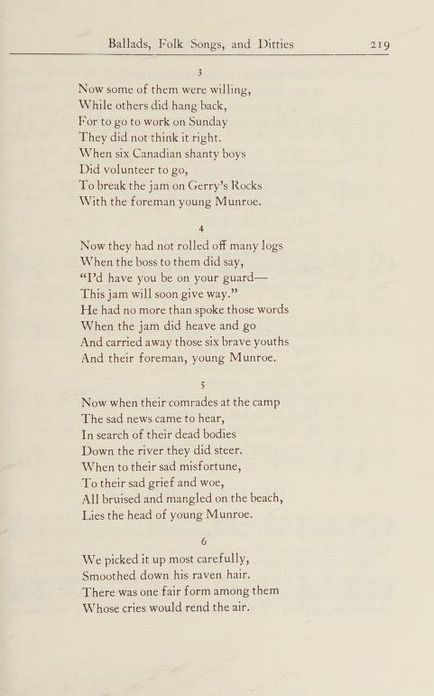 Ballads, Folk Songs, and Ditties 219
3
Now some of them were willing,
While others did hang back,
For to go to work on Sunday
They did not think it right.
When six Canadian shanty boys
Did volunteer to go,
To break the jam on Gerry's Rocks
With the foreman young Munroe.
4
Now they had not rolled off many logs
When the boss to them did say,
"I'd have you be on your guard—
This jam will soon give way."
He had no more than spoke those words
When the jam did heave and go
And carried away those six brave youths
And their foreman, young Munroe.
5
Now when their comrades at the camp
The sad news came to hear,
In search of their dead bodies
Down the river they did steer.
When to their sad misfortune,
To their sad grief and woe,
All bruised and mangled on the beach,
Lies the head of young Munroe.
6
We picked it up most carefully,
Smoothed down his raven hair.
There was one fair form among them
Whose cries would rend the air.